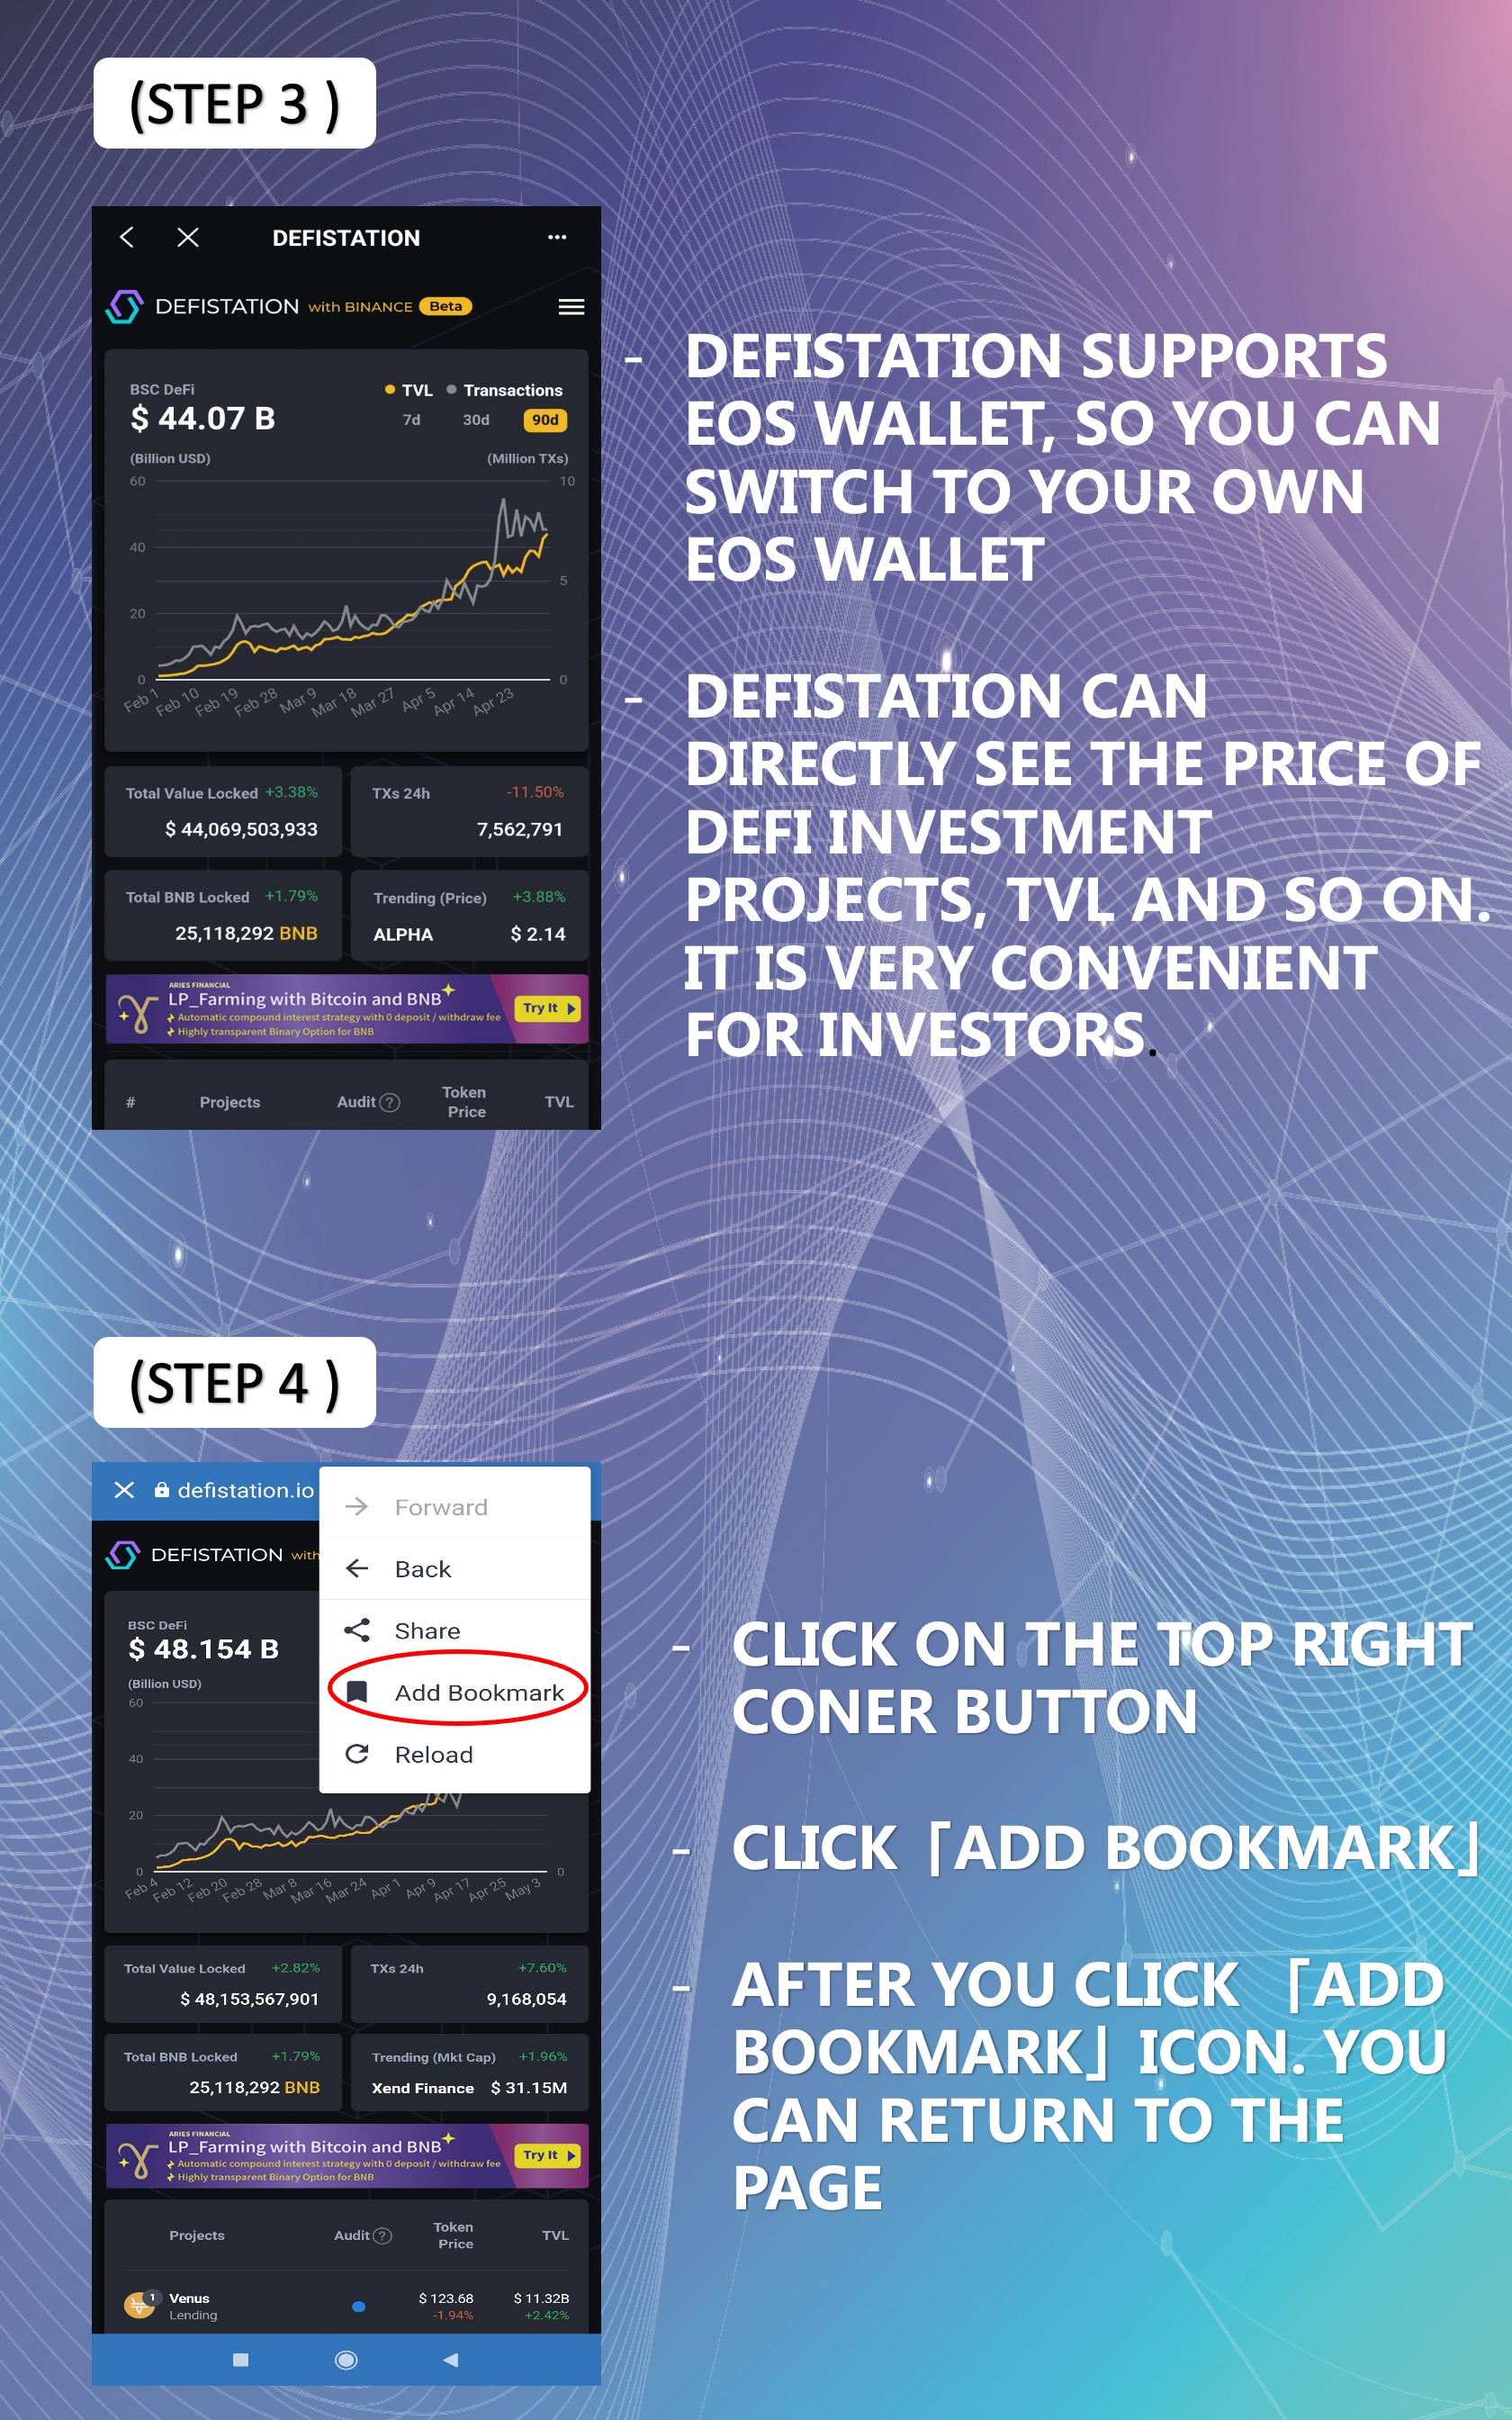 (STEP 3 )
DEFISTATION
DEFISTATION with BINANCE Beta
BSC DeFi
TVL Transactions
$ 44.07 B
7d 30d 90d
(Billion USD) (Million TXs)
60 10
40
5
20
0 0
Feb 1 Feb 10 Feb 19 Feb 28 Mar 9 Mar 18 Mar 27 Apr 5 Apr 14 Apr 23
Total Value Locked +3.38%
$ 44,069,503,933
TXs 24h -11.50%
7,562,791
Total BNB Locked +1.79%
25,118,292 BNB
Trending (Price) +3.88%
ALPHA $ 2.14
ARIES FINANCIAL
LP_Farming with Bitcoin and BNB
Automatic compound interest strategy with 0 deposit / withdraw fee
Highly transparent Binary Option for BNB
Try It
# Projects Audit ? Token Price TVL
- DEFISTATION SUPPORTS
EOS WALLET, SO YOU CAN
SWITCH TO YOUR OWN
EOS WALLET
- DEFISTATION CAN
DIRECTLY SEE THE PRICE OF
DEFI INVESTMENT
PROJECTS, TVL AND SO ON.
IT IS VERY CONVENIENT
FOR INVESTORS.
(STEP 4 )
defistation.io
Forward
Back
Share
Add Bookmark
Reload
DEFISTATION with
BSC DeFi
$ 48.154 B
(Billion USD)
60
40
20
0 0
Feb 4 Feb 12 Feb 20 Feb 28 Mar 8 Mar 16 Mar 24 Apr 1 Apr 9 Apr 17 Apr 25 May 3
Total Value Locked +2.82%
$ 48,153,567,901
TXs 24h +7.60%
9,168,054
Total BNB Locked +1.79%
25,118,292 BNB
Trending (Mkt Cap) +1.96%
Xend Finance $ 31.15M
ARIES FINANCIAL
LP_Farming with Bitcoin and BNB
Automatic compound interest strategy with 0 deposit / withdraw fee
Highly transparent Binary Option for BNB
Try It
Projects Audit ? Token Price TVL
1 Venus $ 123.68 $ 11.32B
Lending -1.94% +2.42%
- CLICK ON THE TOP RIGHT
CONER BUTTON
- CLICK「ADD BOOKMARK」
- AFTER YOU CLICK 「ADD
BOOKMARK」ICON. YOU
CAN RETURN TO THE
PAGE